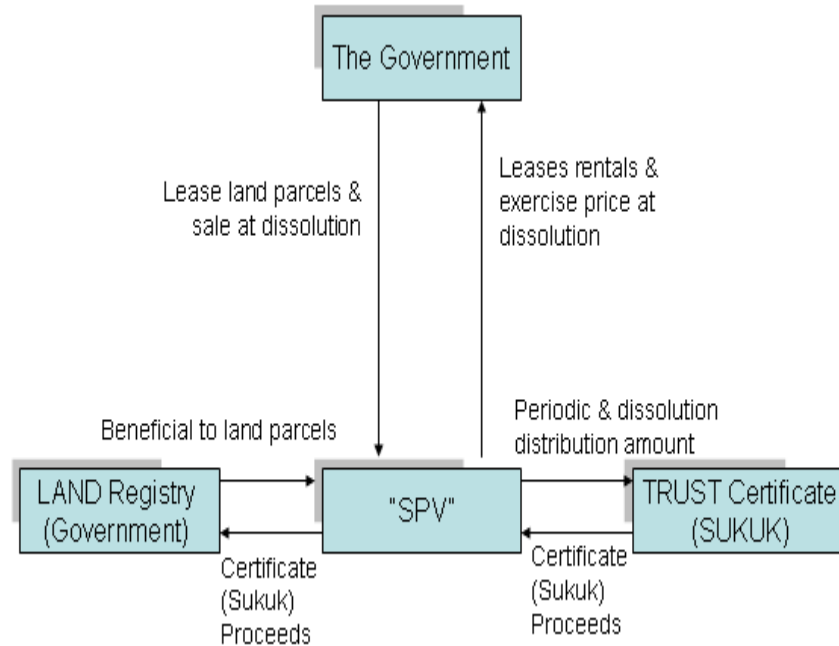 The Government
Lease land parcels &
sale at dissolution
Leases rentals &
exercise price at
dissolution
Beneficial to land parcels
Periodic & dissolution
distribution amount
LAND Registry
(Government)
"SPV"
TRUST Certificate
(SUKUK)
Certificate
(Sukuk)
Proceeds
Certificate
(Sukuk)
Proceeds